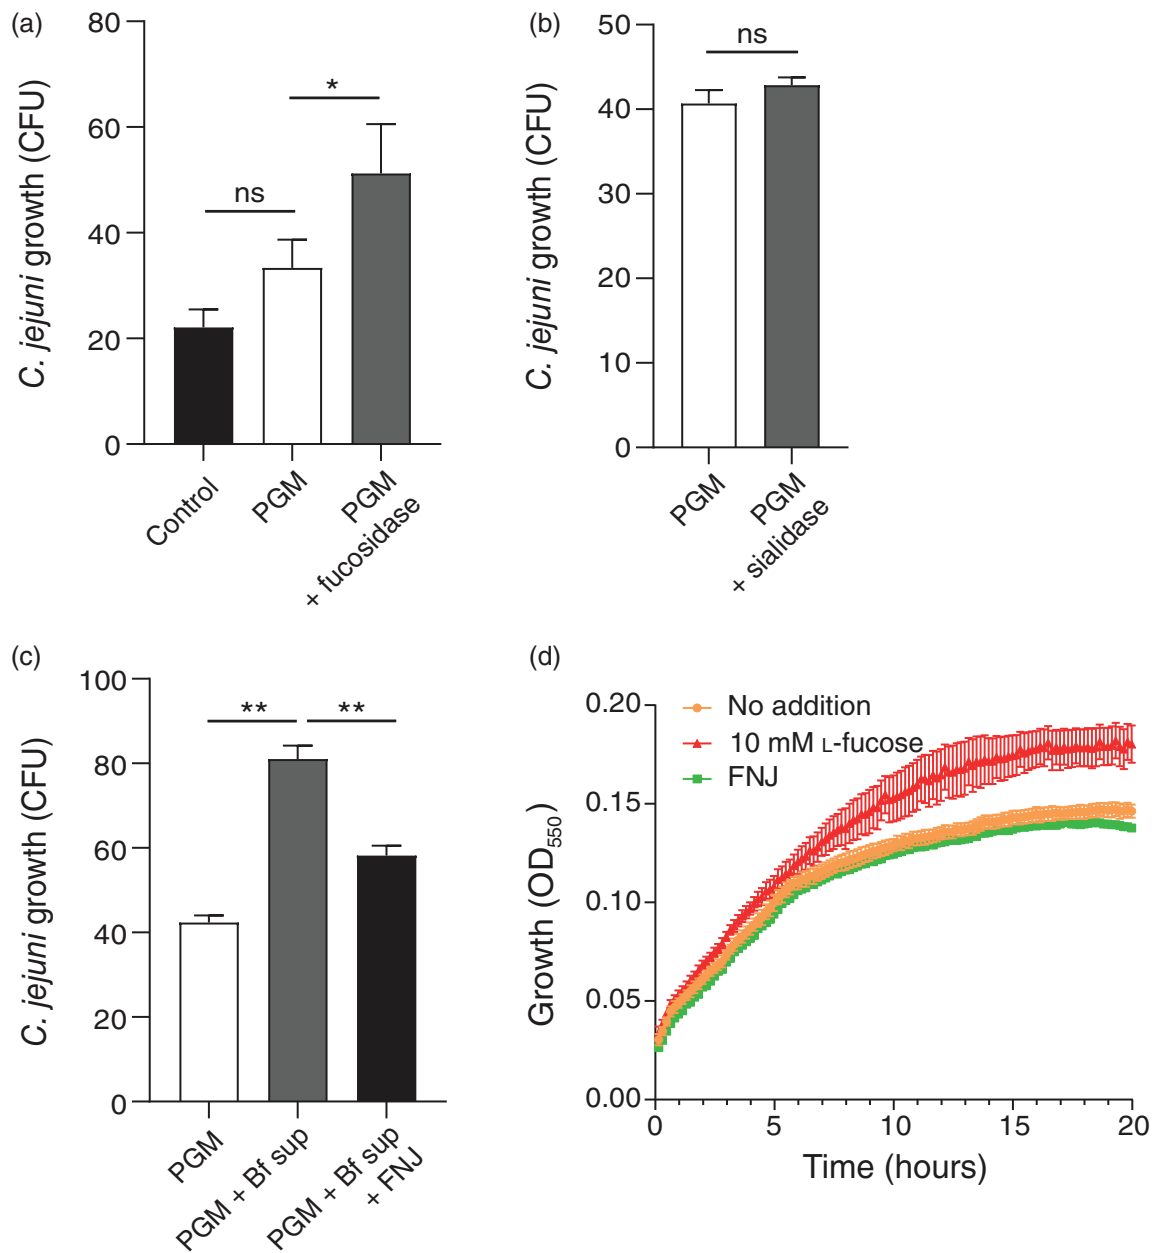 (a)
C. jejuni growth (CFU)
80
60
40
20
0
ns
*
Control
PGM
PGM
+ fucosidase
(b)
C. jejuni growth (CFU)
50
40
30
20
10
0
ns
PGM
PGM
+ sialidase
(c)
C. jejuni growth (CFU)
100
80
60
40
20
0
**
**
PGM
PGM + Bf sup
PGM + Bf sup
+ FNJ
(d)
Growth (OD₅₅₀)
0.20
0.15
0.10
0.05
0.00
No addition
10 mM L-fucose
FNJ
0 5 10 15 20
Time (hours)